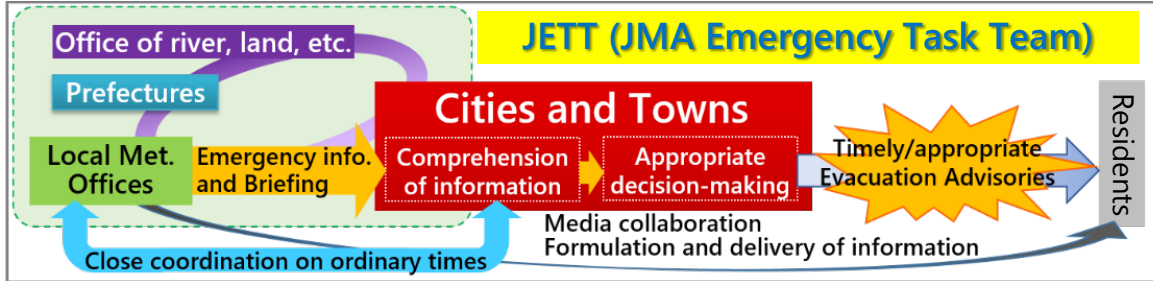 JETT (JMA Emergency Task Team)
Office of river, land, etc.
Prefectures
Local Met.
Offices
Emergency info.
and Briefing
Cities and Towns
Comprehension
of information
Appropriate
decision-making
Timely/appropriate
Evacuation Advisories
Residents
Media collaboration
Formulation and delivery of information
Close coordination on ordinary times